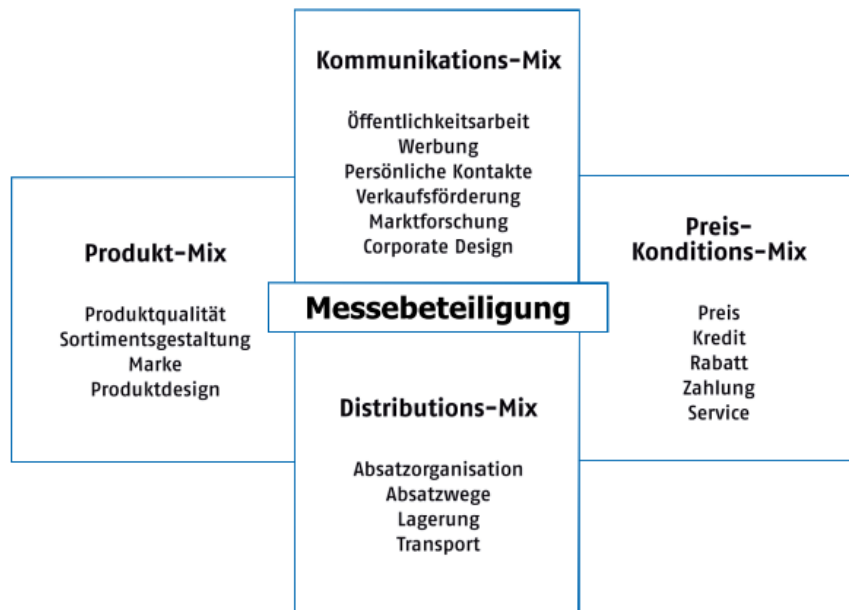 Kommunikations-Mix
Öffentlichkeitsarbeit
Werbung
Persönliche Kontakte
Verkaufsförderung
Marktforschung
Corporate Design
Produkt-Mix
Produktqualität
Sortimentsgestaltung
Marke
Produktdesign
Messebeteiligung
Preis-
Konditions-Mix
Preis
Kredit
Rabatt
Zahlung
Service
Distributions-Mix
Absatzorganisation
Absatzwege
Lagerung
Transport